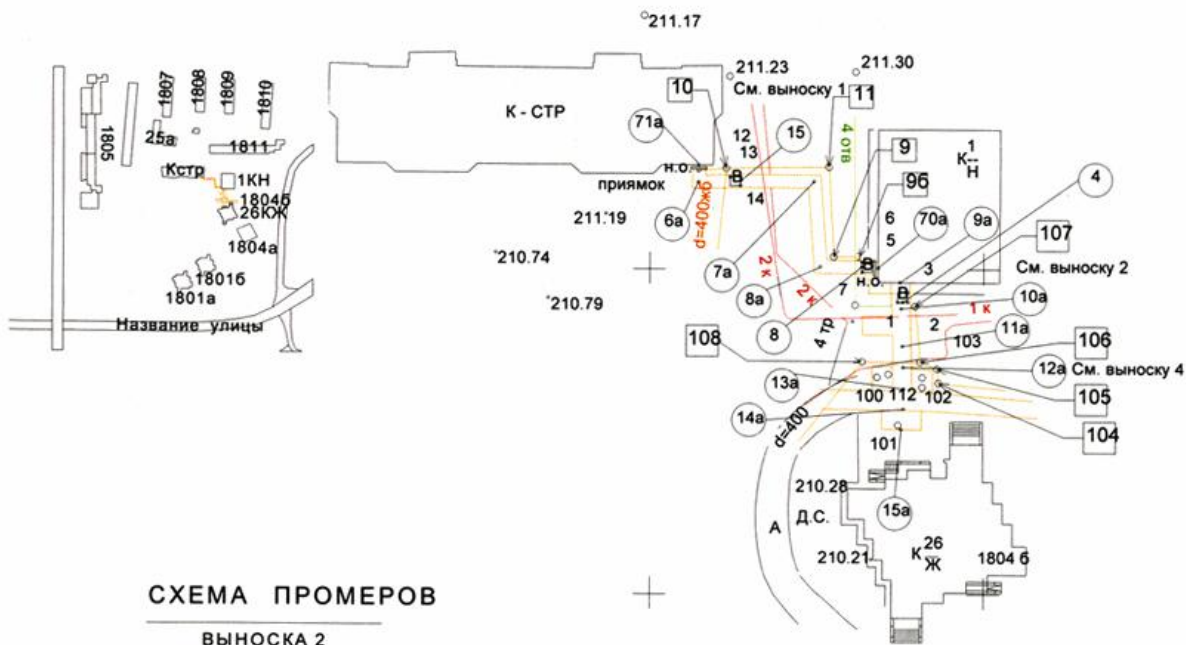 211.17
211.23
211.30
См. выноску 1
10
11
К - СТР
71а
12
13
15
4 отв
9
н.о.
В
приямок
14
9б
4
1
К--
Н
6а
d=400жб
211.19
6
5
70а
9а
107
7а
210.74
8а
2 к
2 к
В
н.о.
3
См. выноску 2
210.79
7
В
10а
8
4 тр
1
2
1 к
11а
108
103
106
13а
12а
См. выноску 4
100
112
102
105
14а
d=400
104
101
210.28
15а
А
Д.С.
210.21
К
26
Ж
1804 б
1805
1807
1808
1809
1810
25а
1811
Кстр
1КН
1804б
26КЖ
1804а
1801б
1801а
Название улицы
СХЕМА ПРОМЕРОВ
ВЫНОСКА 2